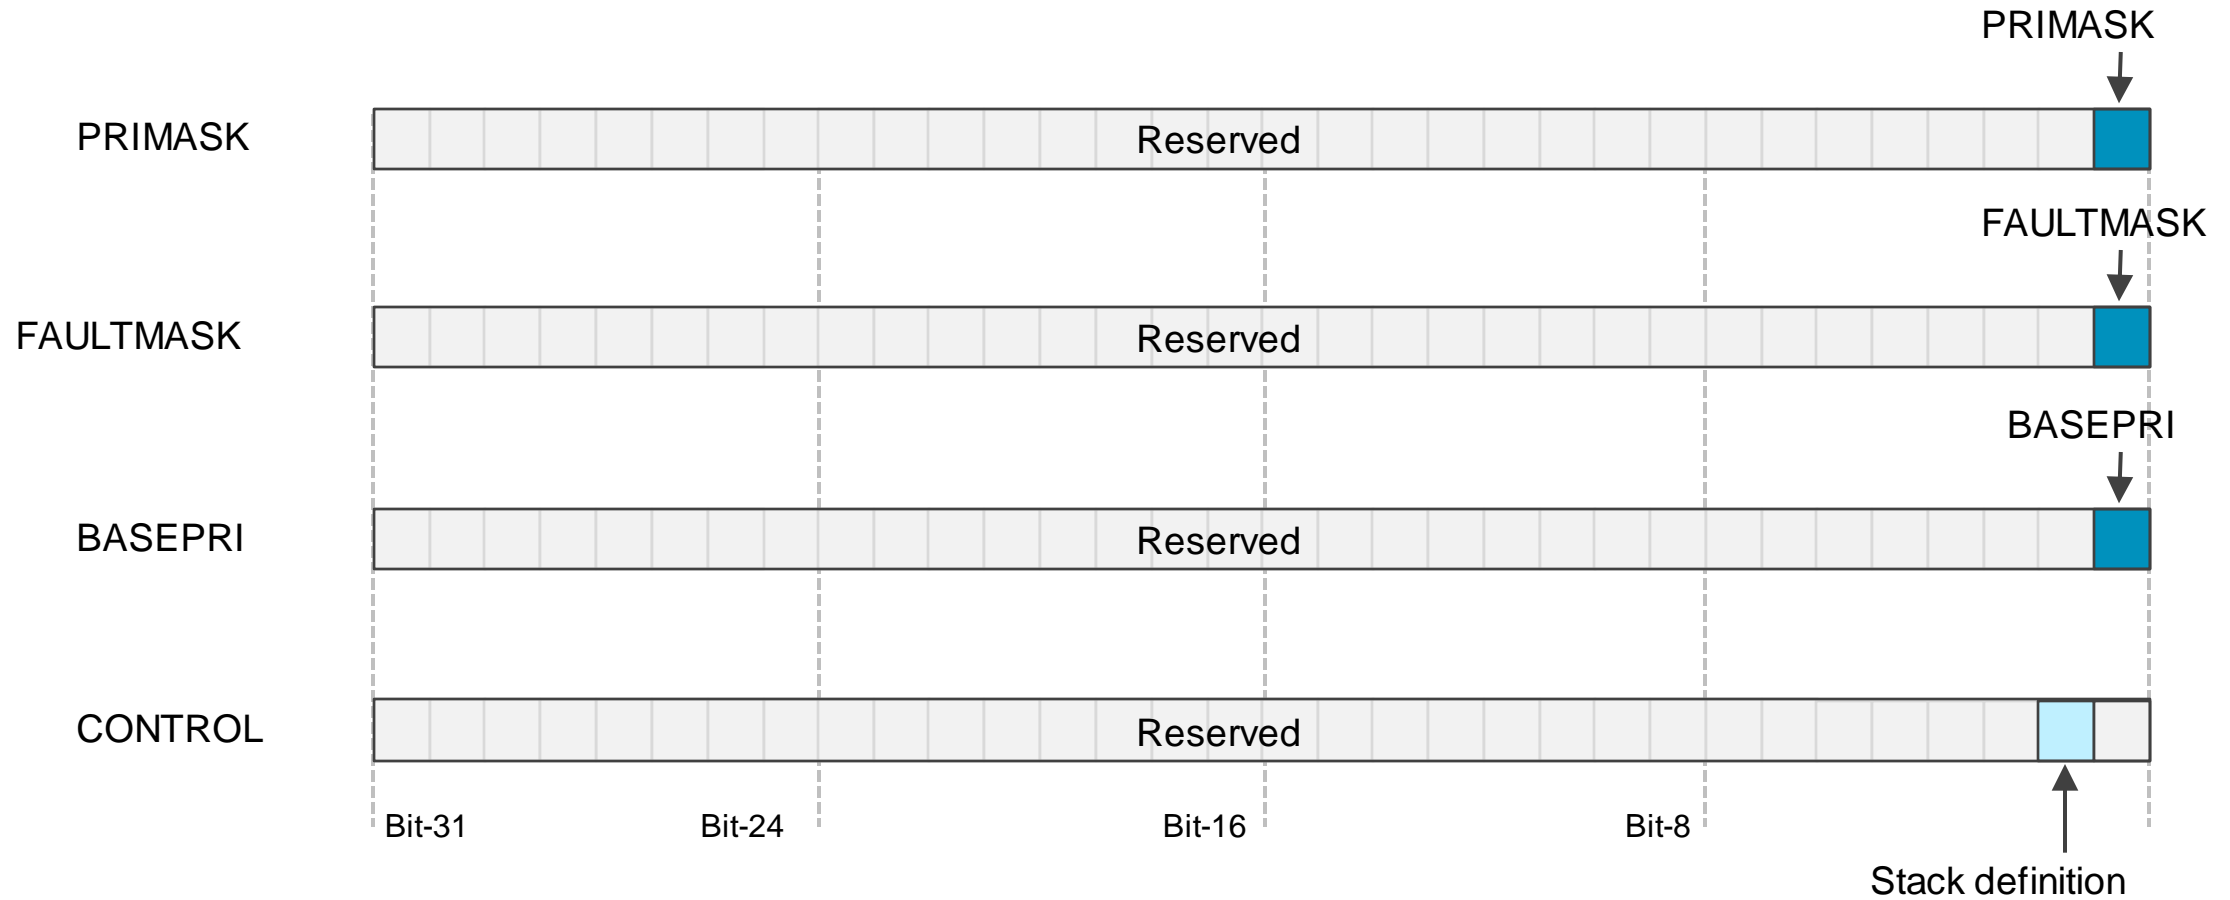 PRIMASK
PRIMASK
Reserved
FAULTMASK
FAULTMASK
Reserved
BASEPRI
BASEPRI
Reserved
CONTROL
Reserved
Bit-31
Bit-24
Bit-16
Bit-8
Stack definition